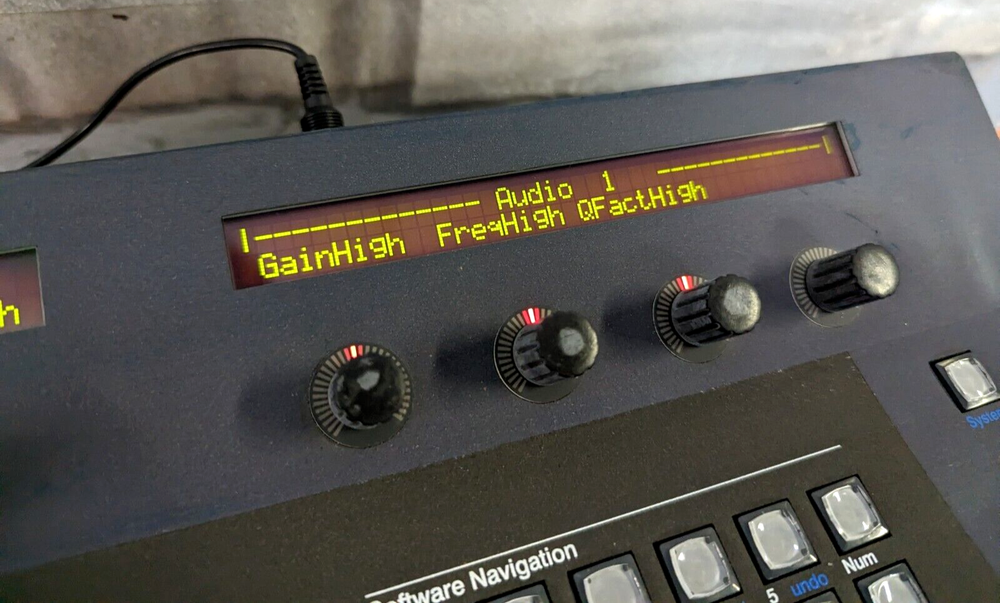 Audio 1
GainHigh FreqHigh QFactHigh
h
System
Software Navigation
5 undo Num